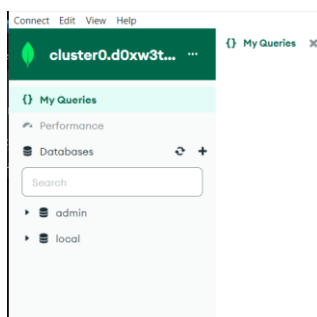 Connect Edit View Help
cluster0.d0xw3t... ...
{} My Queries
{} My Queries
Performance
Databases
Search
admin
local